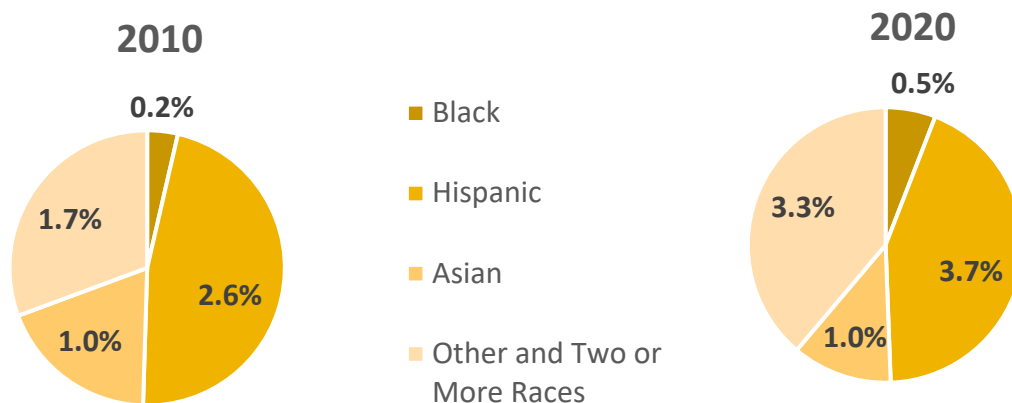 2010
0.2%
1.7%
2.6%
1.0%
Black
Hispanic
Asian
Other and Two or
More Races
2020
0.5%
3.3%
3.7%
1.0%